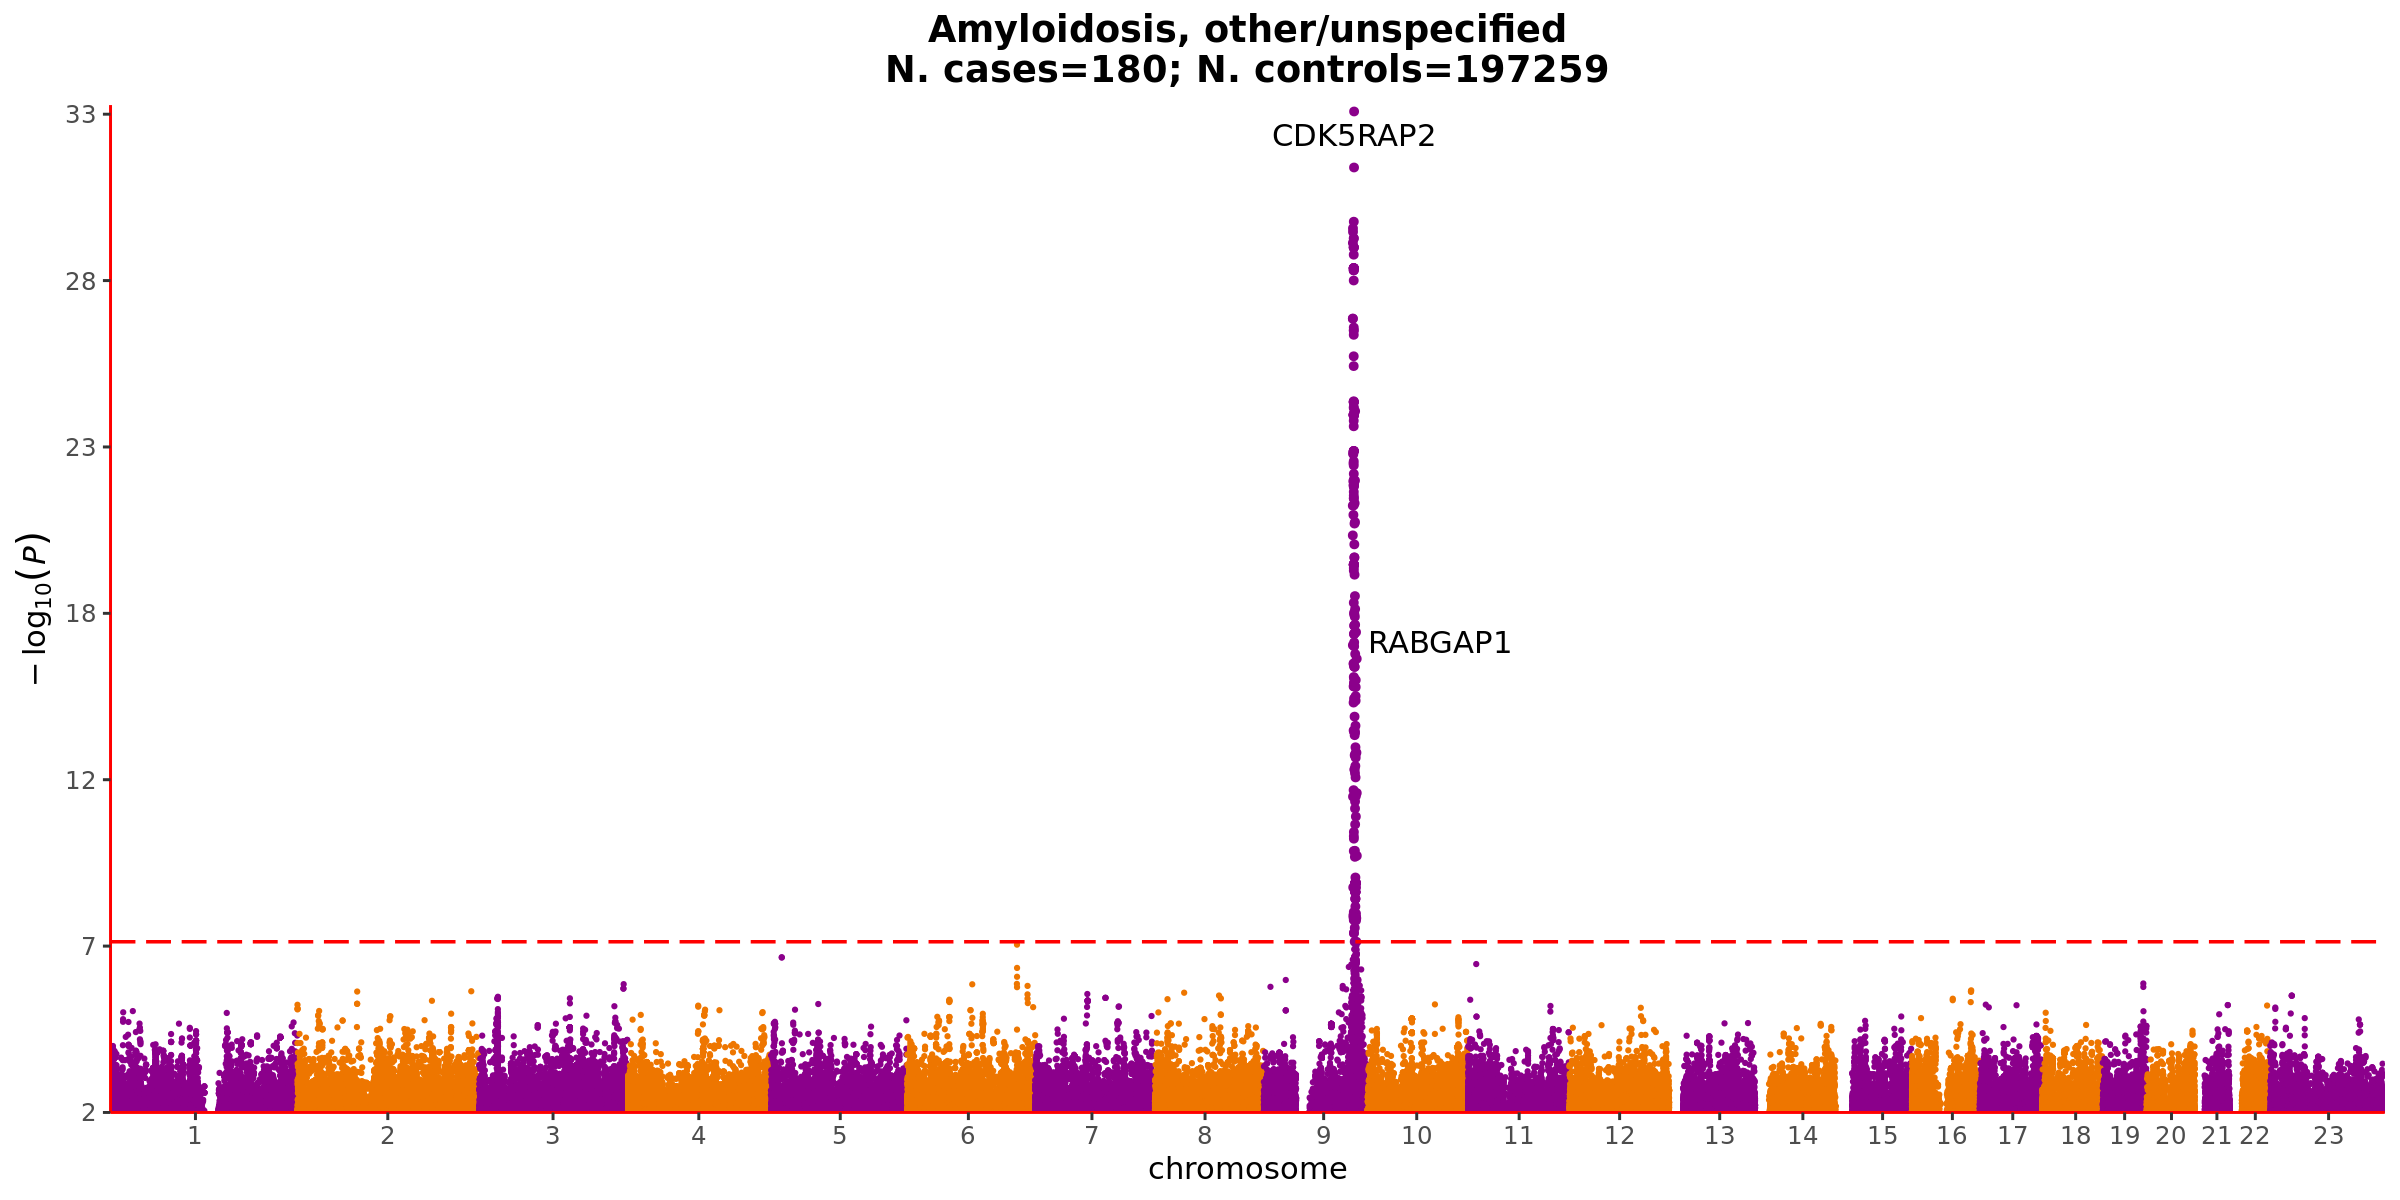 Amyloidosis, other/unspecified
N. cases=180; N. controls=197259
33
CDK5RAP2
28
23
18
RABGAP1
12
7
2
−log10(P)
1 2 3 4 5 6 7 8 9 10 11 12 13 14 15 16 17 18 19 20 21 22 23
chromosome